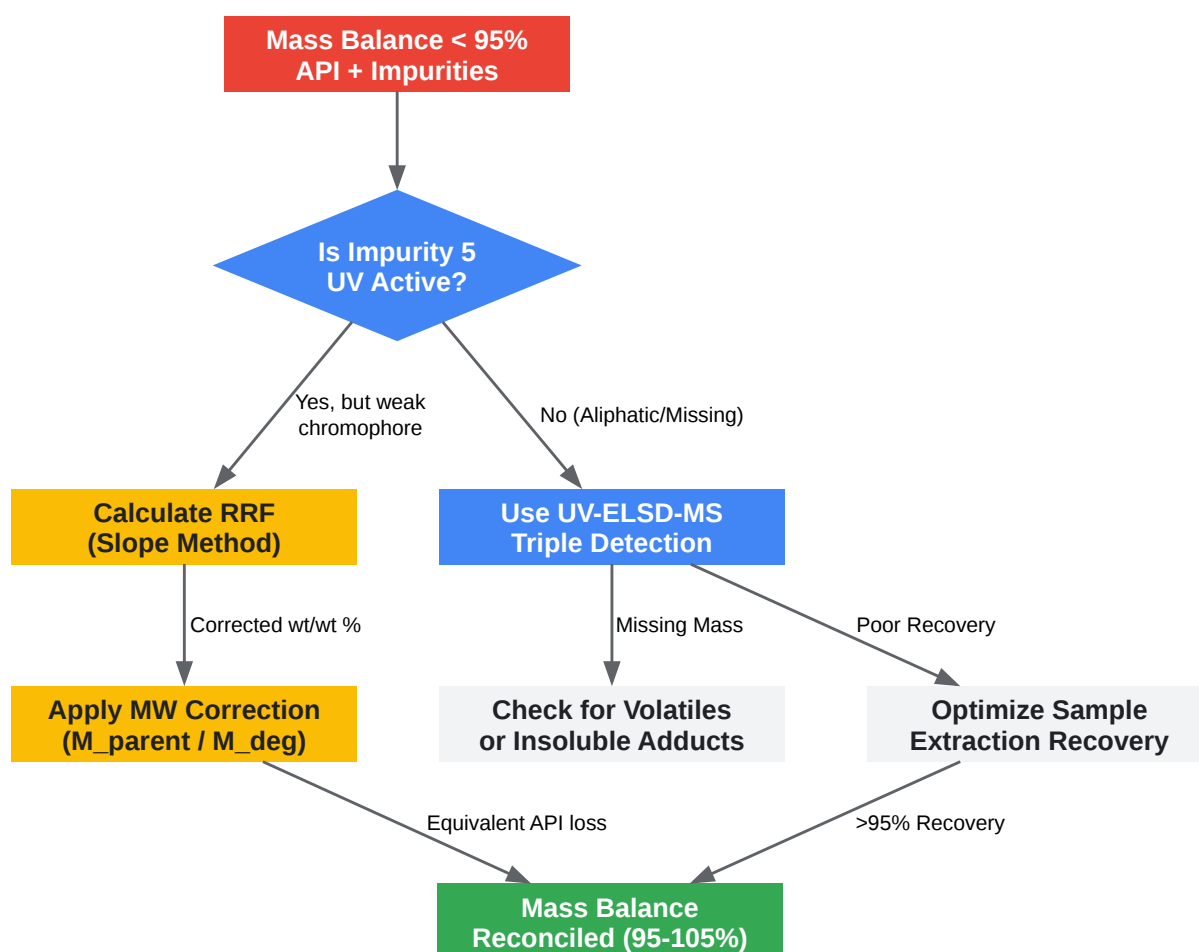 Mass Balance < 95%
API + Impurities
Is Impurity 5
UV Active?
Yes, but weak
chromophore
No (Aliphatic/Missing)
Calculate RRF
(Slope Method)
Use UV-ELSD-MS
Triple Detection
Corrected wt/wt %
Missing Mass
Poor Recovery
Apply MW Correction
(M_parent / M_deg)
Check for Volatiles
or Insoluble Adducts
Optimize Sample
Extraction Recovery
Equivalent API loss
>95% Recovery
Mass Balance
Reconciled (95-105%)